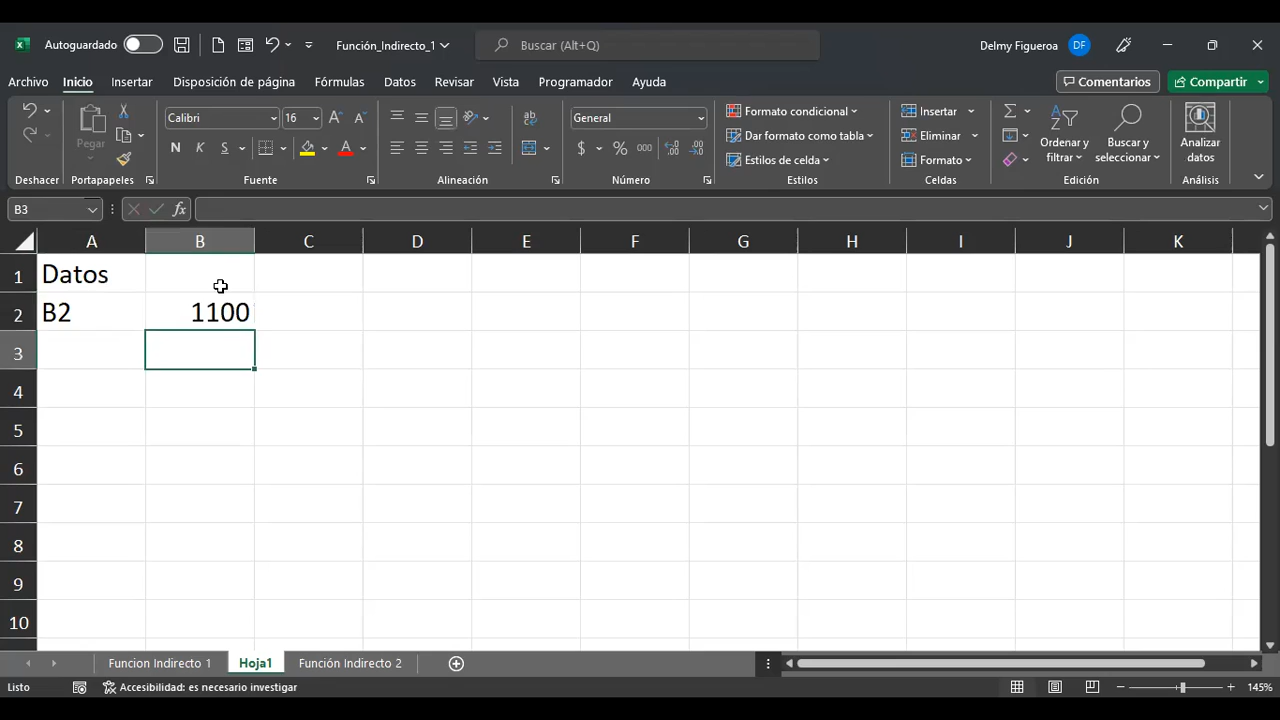 Autoguardado Función_Indirecto_1 Buscar (Alt+Q) Delmy Figueroa DF
Archivo Inicio Insertar Disposición de página Fórmulas Datos Revisar Vista Programador Ayuda Comentarios Compartir
Pegar
Deshacer Portapapeles
Calibri 16
N K S A
Fuente
ab
Alineación
General
$ % 000
Número
Formato condicional
Dar formato como tabla
Estilos de celda
Estilos
Insertar
Eliminar
Formato
Celdas
Ordenar y filtrar
Buscar y seleccionar
Edición
Analizar datos
Análisis
B3 fx
A B C D E F G H I J K
1 Datos
2 B2 1100
3
4
5
6
7
8
9
10
Funcion Indirecto 1 Hoja1 Función Indirecto 2
Listo Accesibilidad: es necesario investigar 145%